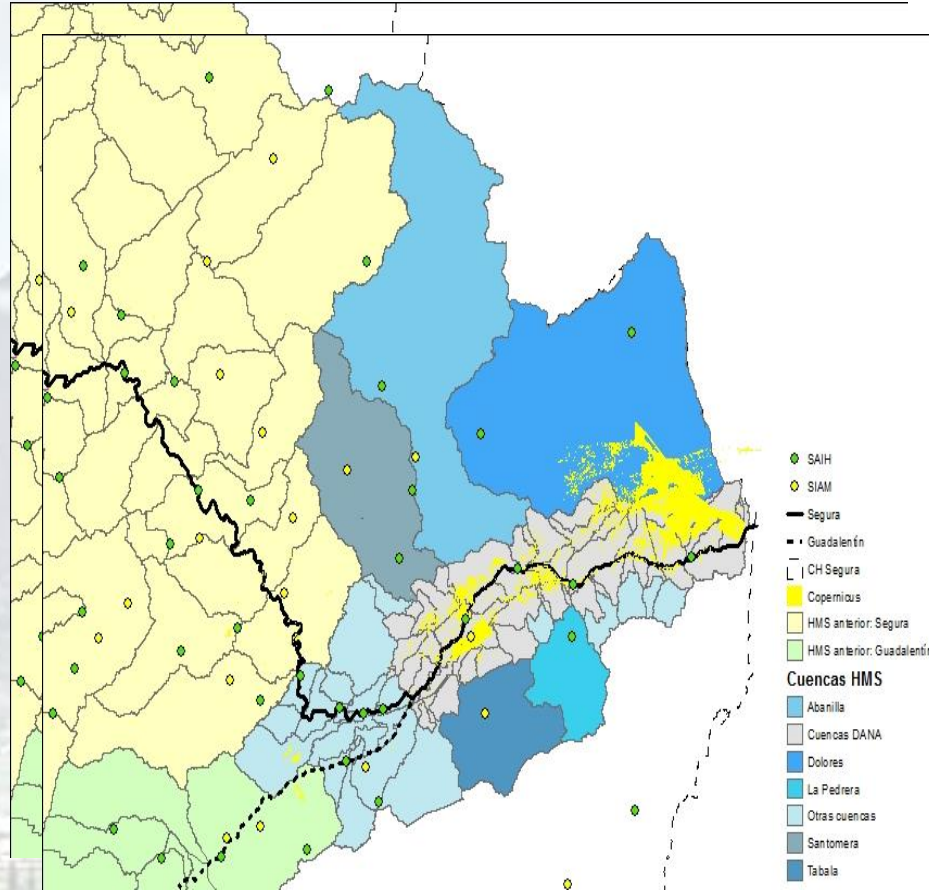 SAIH
SIAM
Segura
Guadalentín
CH Segura
Copernicus
HMS anterior: Segura
HMS anterior: Guadalentín
Cuencas HMS
Abanilla
Cuencas DANA
Dolores
La Pedrera
Otras cuencas
Santomera
Tabala